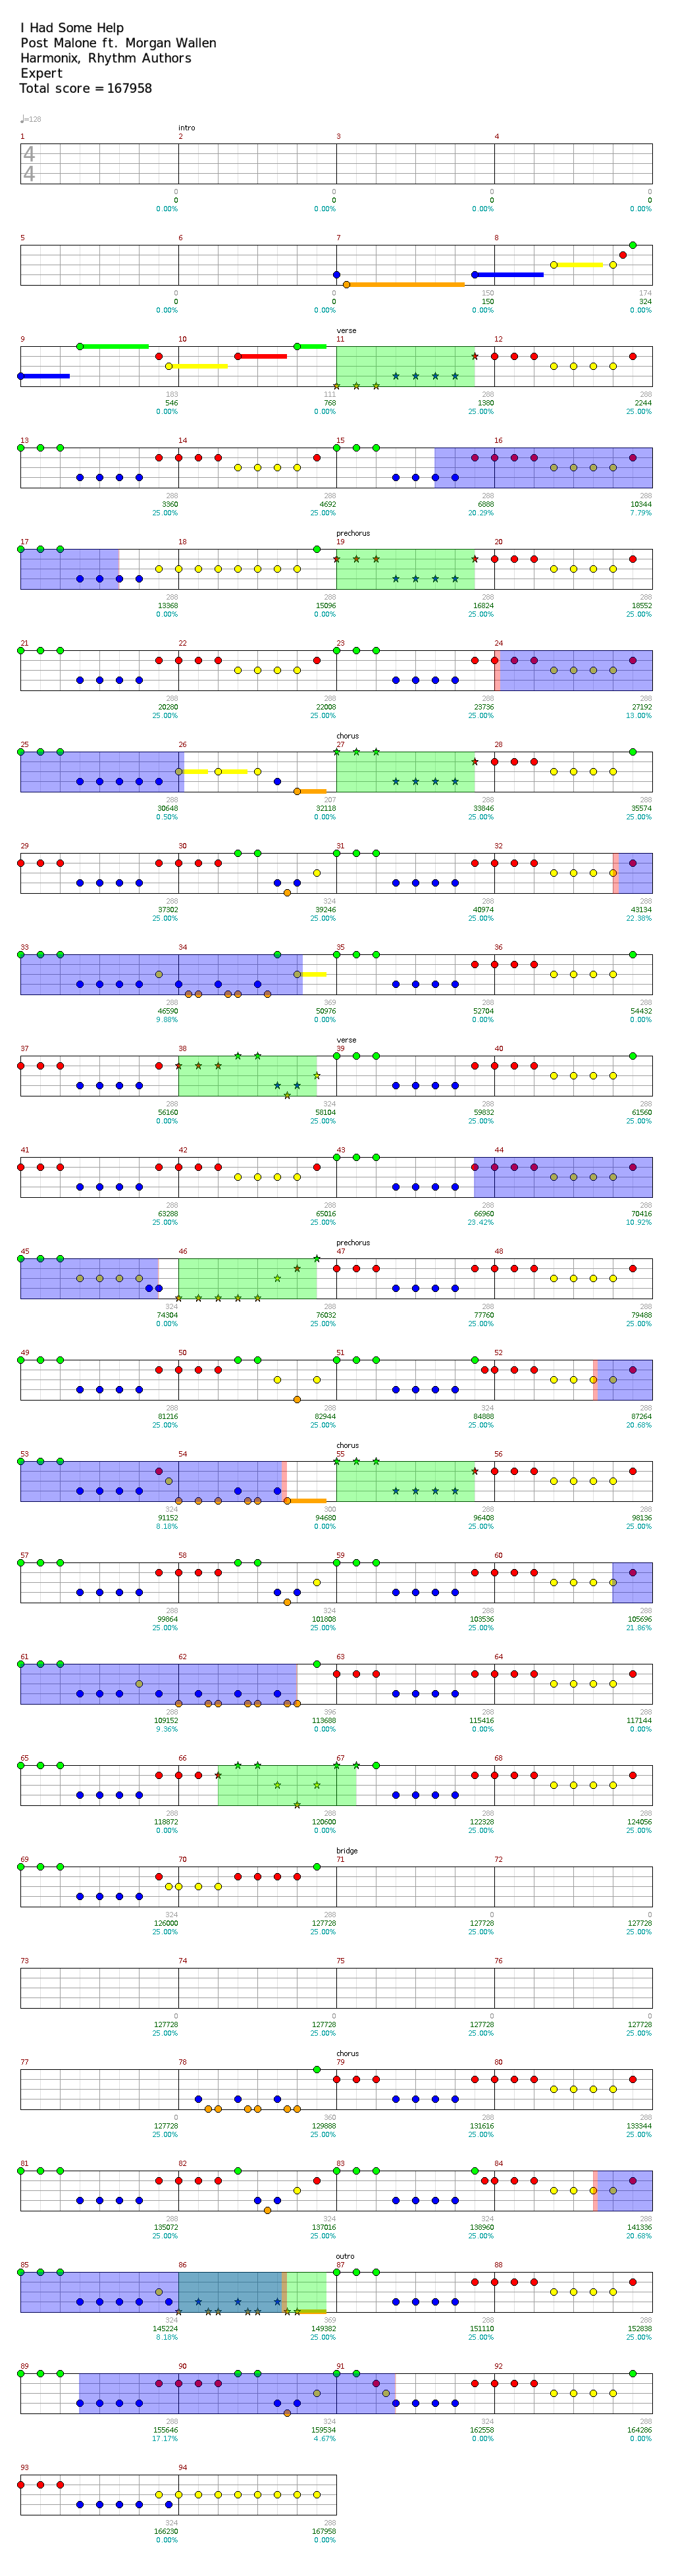 I Had Some Help
Post Malone ft. Morgan Wallen
Harmonix, Rhythm Authors
Expert
Total score = 167958
♩=128
intro
1 2 3 4
4
4
0 0 0 0
0 0 0 0
0.00% 0.00% 0.00% 0.00%
5 6 7 8
0 0 150 174
0 0 150 324
0.00% 0.00% 0.00% 0.00%
verse
9 10 11 12
183 111 288 288
546 768 1380 2244
0.00% 0.00% 25.00% 25.00%
13 14 15 16
288 288 288 288
3360 4692 6888 10344
25.00% 25.00% 20.29% 7.79%
prechorus
17 18 19 20
288 288 288 288
13368 15096 16824 18552
0.00% 0.00% 25.00% 25.00%
21 22 23 24
288 288 288 288
20280 22008 23736 27192
25.00% 25.00% 25.00% 13.00%
chorus
25 26 27 28
288 207 288 288
30648 32118 33846 35574
0.50% 0.00% 25.00% 25.00%
29 30 31 32
288 324 288 288
37302 39246 40974 43134
25.00% 25.00% 25.00% 22.38%
33 34 35 36
288 369 288 288
46590 50976 52704 54432
9.88% 0.00% 0.00% 0.00%
verse
37 38 39 40
288 324 288 288
56160 58104 59832 61560
0.00% 25.00% 25.00% 25.00%
41 42 43 44
288 288 288 288
63288 65016 66960 70416
25.00% 25.00% 23.42% 10.92%
prechorus
45 46 47 48
324 288 288 288
74304 76032 77760 79488
0.00% 25.00% 25.00% 25.00%
49 50 51 52
288 288 324 288
81216 82944 84888 87264
25.00% 25.00% 25.00% 20.68%
chorus
53 54 55 56
324 300 288 288
91152 94680 96408 98136
8.18% 0.00% 25.00% 25.00%
57 58 59 60
288 324 288 288
99864 101808 103536 105696
25.00% 25.00% 25.00% 21.86%
61 62 63 64
288 396 288 288
109152 113688 115416 117144
9.36% 0.00% 0.00% 0.00%
65 66 67 68
288 288 288 288
118872 120600 122328 124056
0.00% 0.00% 25.00% 25.00%
bridge
69 70 71 72
324 288 0 0
126000 127728 127728 127728
25.00% 25.00% 25.00% 25.00%
73 74 75 76
0 0 0 0
127728 127728 127728 127728
25.00% 25.00% 25.00% 25.00%
chorus
77 78 79 80
0 360 288 288
127728 129888 131616 133344
25.00% 25.00% 25.00% 25.00%
81 82 83 84
288 324 324 288
135072 137016 138960 141336
25.00% 25.00% 25.00% 20.68%
outro
85 86 87 88
324 369 288 288
145224 149382 151110 152838
8.18% 25.00% 25.00% 25.00%
89 90 91 92
288 324 324 288
155646 159534 162558 164286
17.17% 4.67% 0.00% 0.00%
93 94
324 288
166230 167958
0.00% 0.00%